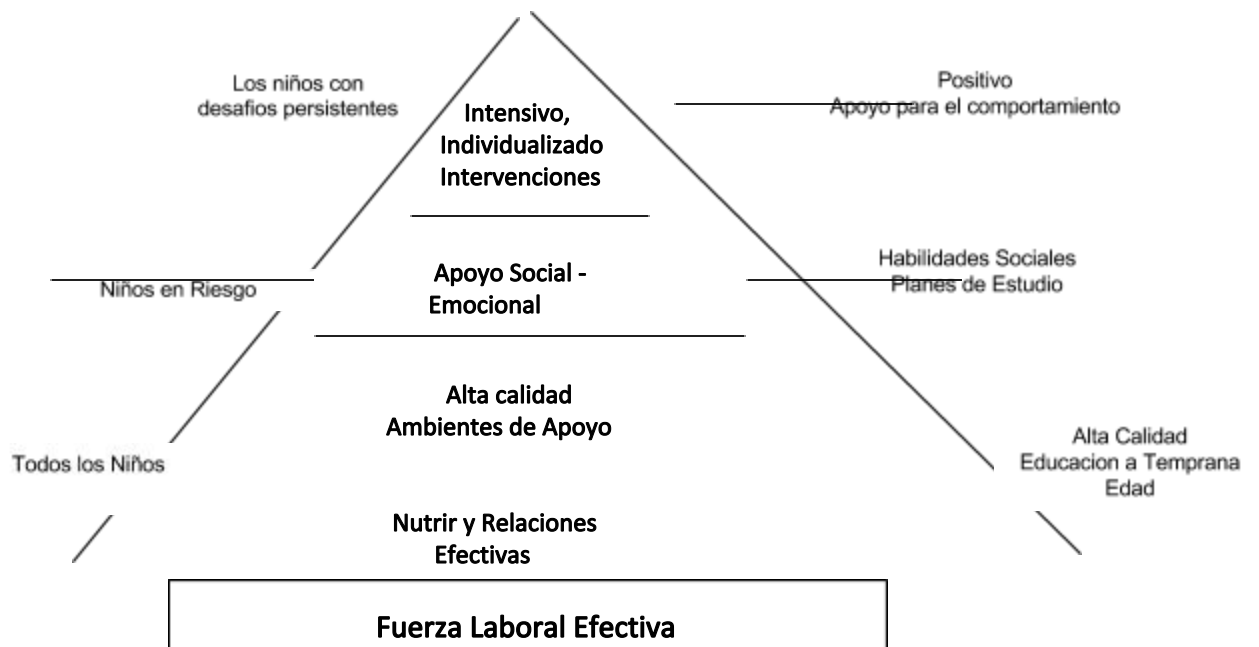 Los niños con
desafios persistentes
Intensivo,
Individualizado
Intervenciones
Positivo
Apoyo para el comportamiento
Niños en Riesgo
Apoyo Social -
Emocional
Habilidades Sociales
Planes de Estudio
Alta calidad
Ambientes de Apoyo
Todos los Niños
Alta Calidad
Educacion a Temprana
Edad
Nutrir y Relaciones
Efectivas
Fuerza Laboral Efectiva